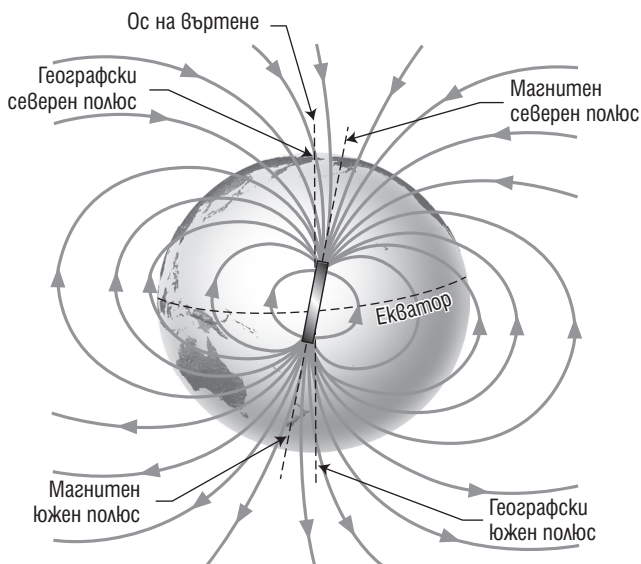 Ос на въртене
Географски
северен полюс
Магнитен
северен полюс
Екватор
Магнитен
южен полюс
Географски
южен полюс